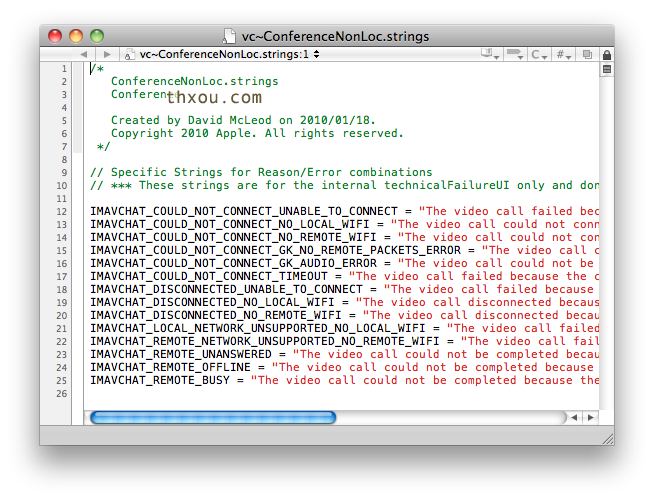 vc~ConferenceNonLoc.strings
vc~ConferenceNonLoc.strings:1
C
#
1 /*
2 ConferenceNonLoc.strings
3 Conference
thxou.com
4
5 Created by David McLeod on 2010/01/18.
6 Copyright 2010 Apple. All rights reserved.
7 */
8
9 // Specific Strings for Reason/Error combinations
10 // *** These strings are for the internal technicalFailureUI only and don
11
12 IMAVCHAT_COULD_NOT_CONNECT_UNABLE_TO_CONNECT = "The video call failed bec
13 IMAVCHAT_COULD_NOT_CONNECT_NO_LOCAL_WIFI = "The video call could not conn
14 IMAVCHAT_COULD_NOT_CONNECT_NO_REMOTE_WIFI = "The video call could not con
15 IMAVCHAT_COULD_NOT_CONNECT_GK_NO_REMOTE_PACKETS_ERROR = "The video call c
16 IMAVCHAT_COULD_NOT_CONNECT_GK_AUDIO_ERROR = "The video call could not be
17 IMAVCHAT_COULD_NOT_CONNECT_TIMEOUT = "The video call failed because the c
18 IMAVCHAT_DISCONNECTED_UNABLE_TO_CONNECT = "The video call failed because
19 IMAVCHAT_DISCONNECTED_NO_LOCAL_WIFI = "The video call disconnected becaus
20 IMAVCHAT_DISCONNECTED_NO_REMOTE_WIFI = "The video call disconnected becau
21 IMAVCHAT_LOCAL_NETWORK_UNSUPPORTED_NO_LOCAL_WIFI = "The video call failed
22 IMAVCHAT_REMOTE_NETWORK_UNSUPPORTED_NO_REMOTE_WIFI = "The video call fail
23 IMAVCHAT_REMOTE_UNANSWERED = "The video call could not be completed becau
24 IMAVCHAT_REMOTE_OFFLINE = "The video call could not be completed because
25 IMAVCHAT_REMOTE_BUSY = "The video call could not be completed because the
26